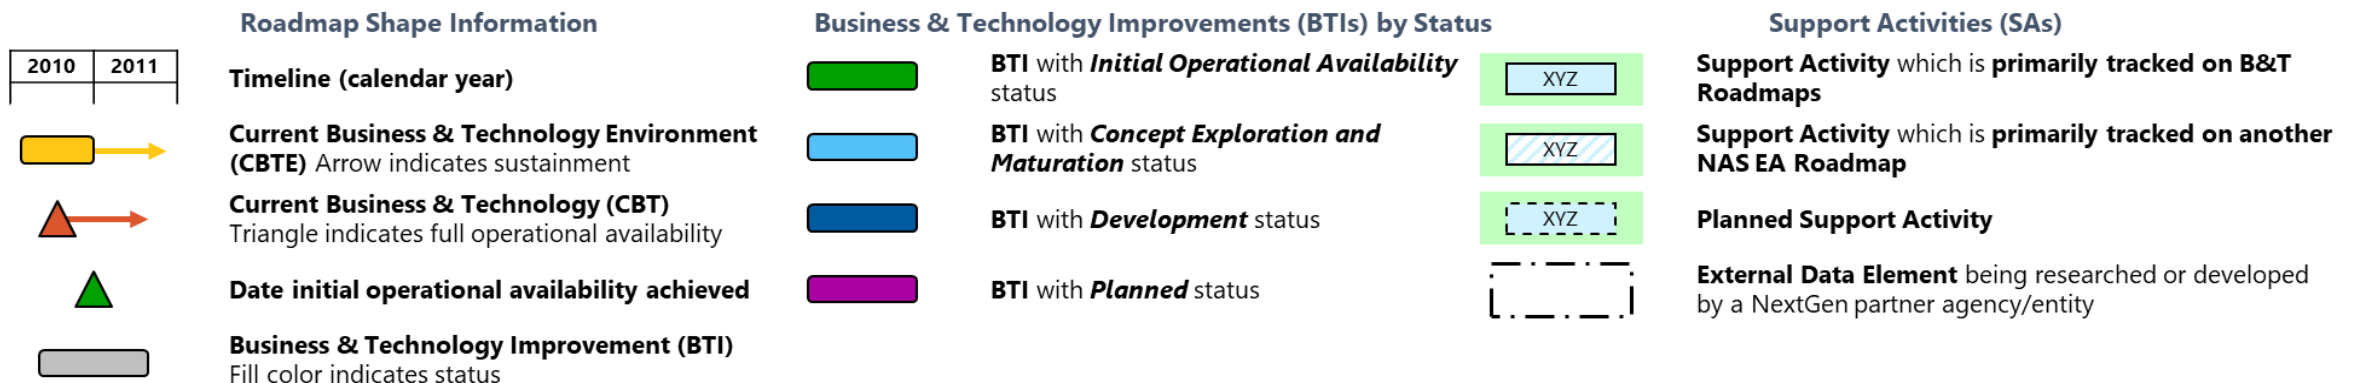 Roadmap Shape Information
2010 2011
Timeline (calendar year)
Current Business & Technology Environment
(CBTE) Arrow indicates sustainment
Current Business & Technology (CBT)
Triangle indicates full operational availability
Date initial operational availability achieved
Business & Technology Improvement (BTI)
Fill color indicates status
Business & Technology Improvements (BTIs) by Status
BTI with Initial Operational Availability
status
BTI with Concept Exploration and
Maturation status
BTI with Development status
BTI with Planned status
Support Activities (SAs)
XYZ
Support Activity which is primarily tracked on B&T
Roadmaps
XYZ
Support Activity which is primarily tracked on another
NAS EA Roadmap
XYZ
Planned Support Activity
External Data Element being researched or developed
by a NextGen partner agency/entity